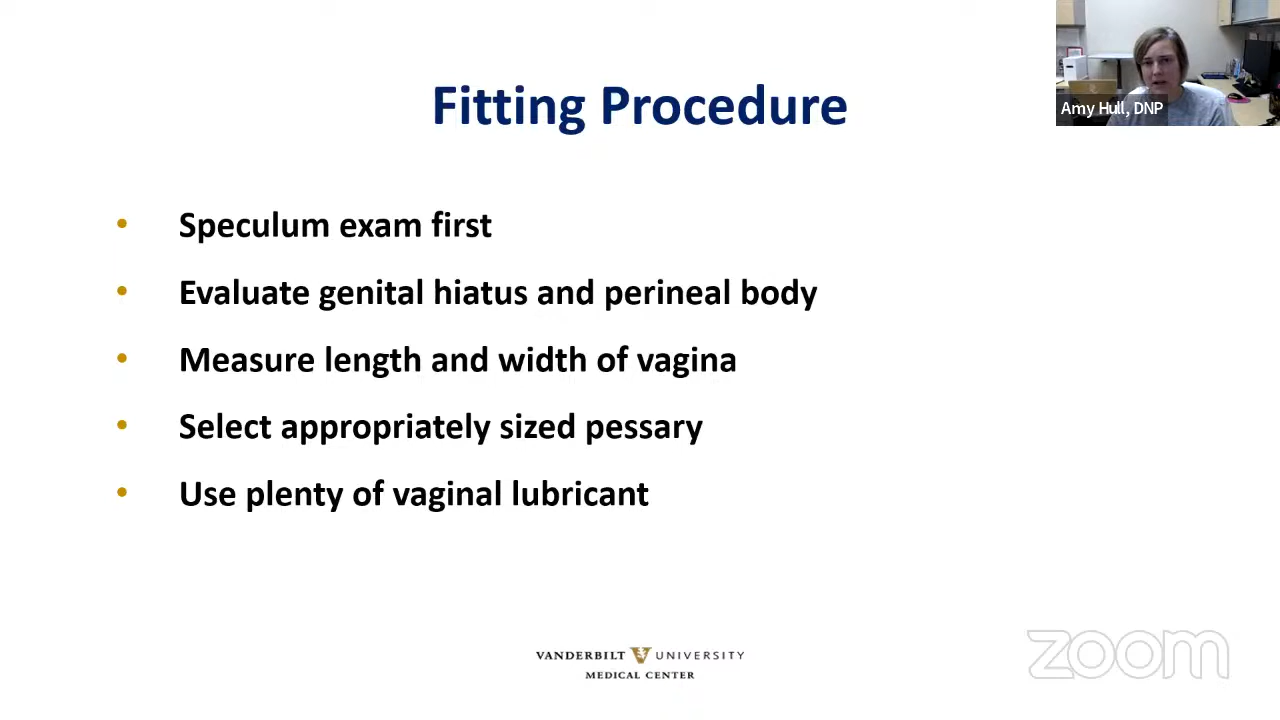 Fitting Procedure
Amy Hull, DNP
• Speculum exam first
• Evaluate genital hiatus and perineal body
• Measure length and width of vagina
• Select appropriately sized pessary
• Use plenty of vaginal lubricant
VANDERBILT V UNIVERSITY
MEDICAL CENTER
zoom